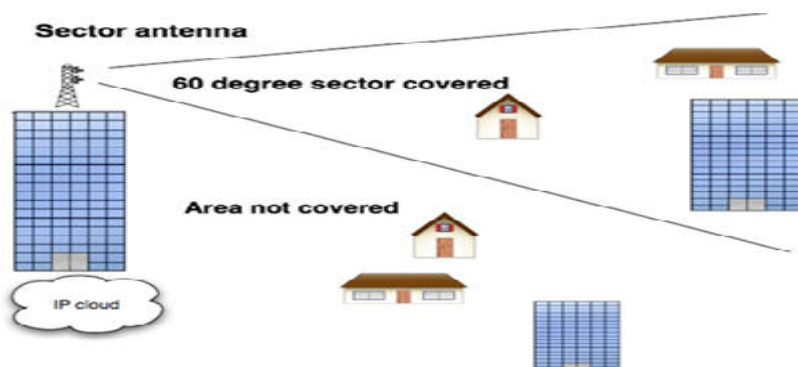 Sector antenna
60 degree sector covered
Area not covered
IP cloud